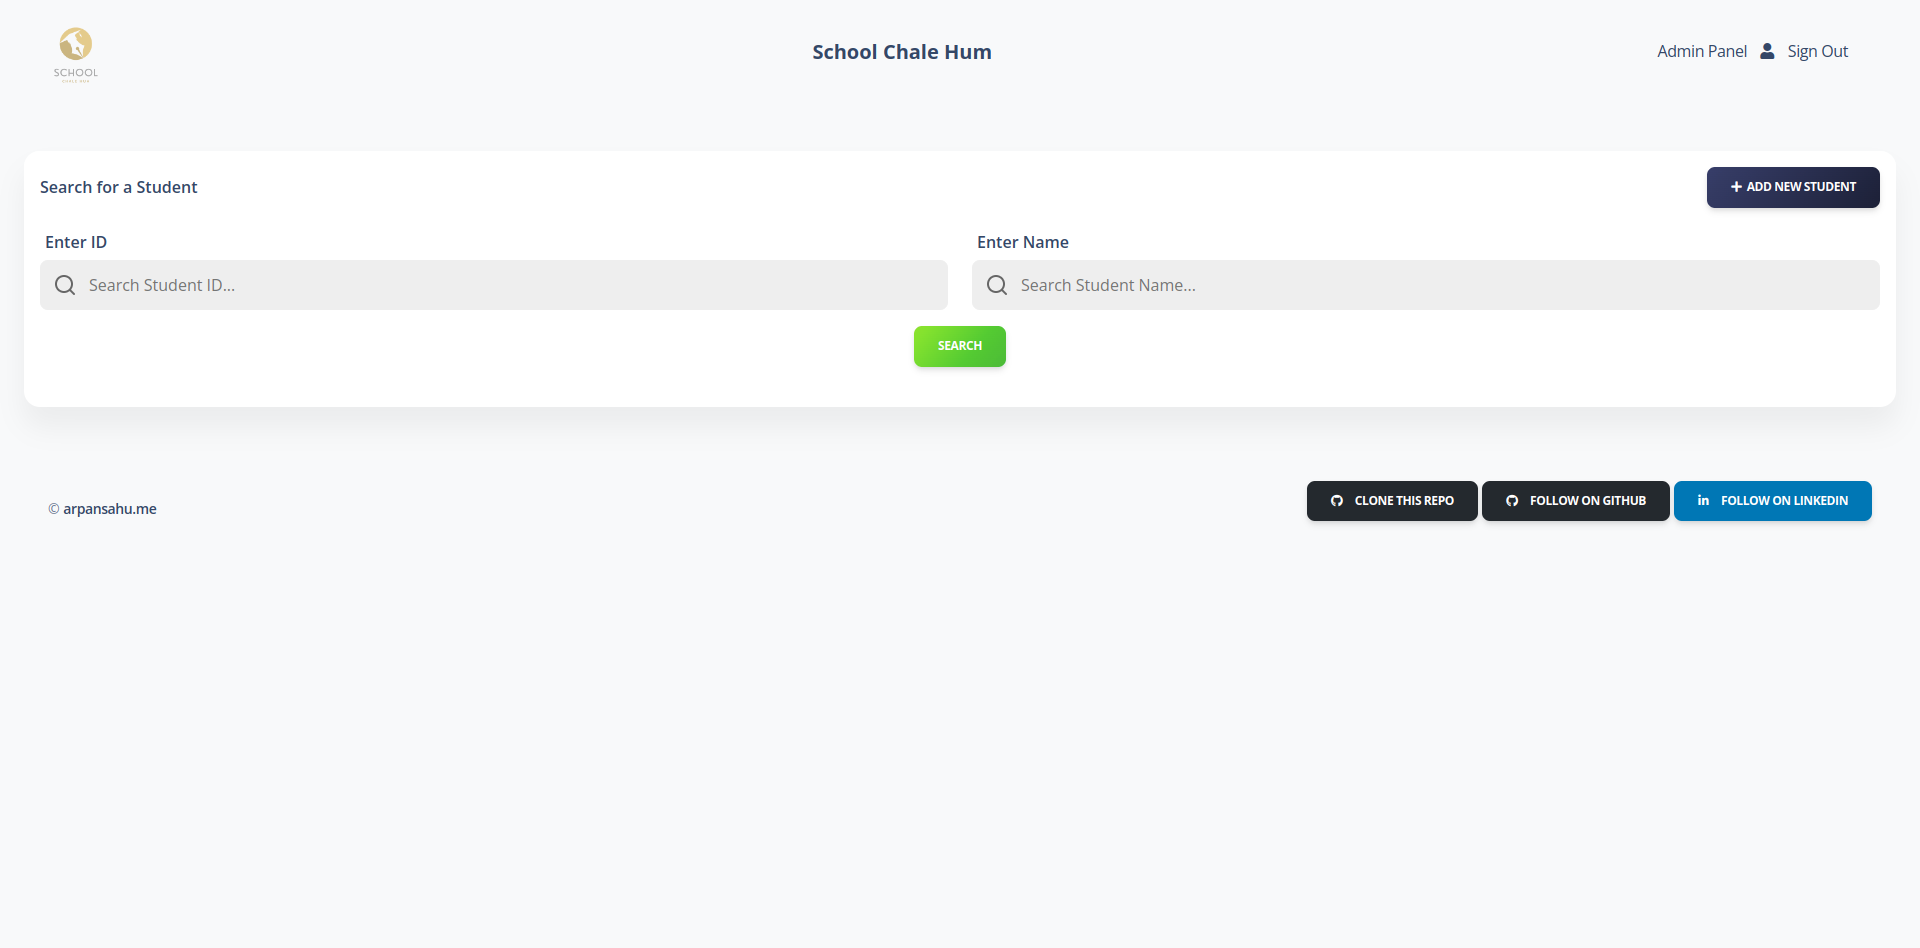 SCHOOL
School Chale Hum
Admin Panel Sign Out
Search for a Student
ADD NEW STUDENT
Enter ID
Enter Name
Search Student ID...
Search Student Name...
SEARCH
© arpansahu.me
CLONE THIS REPO
FOLLOW ON GITHUB
FOLLOW ON LINKEDIN